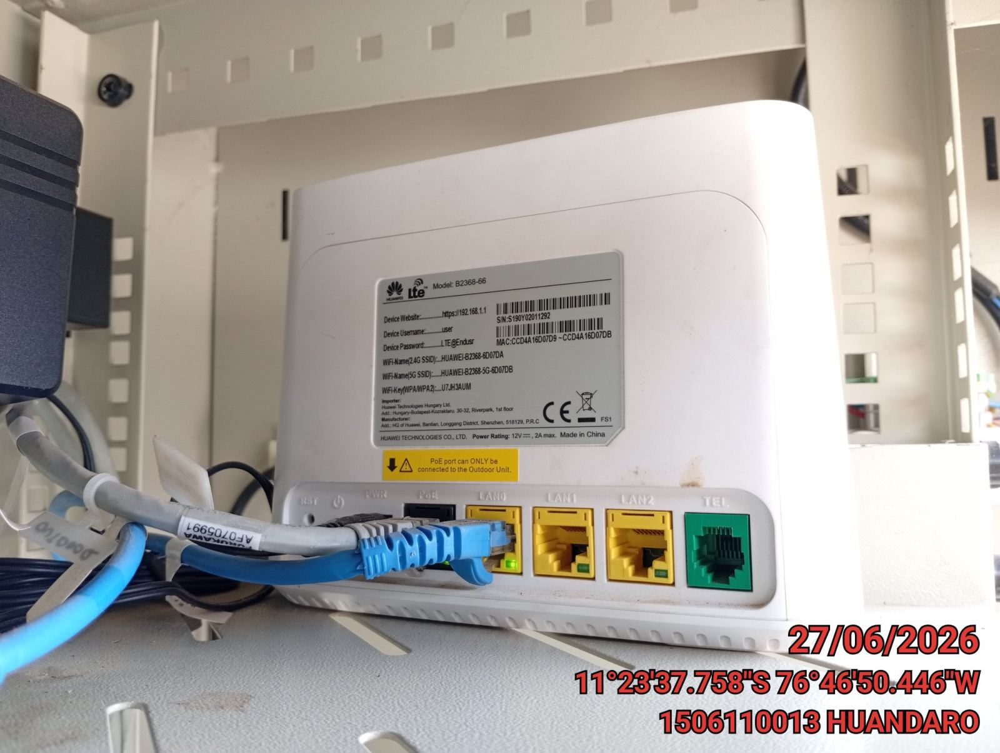 HUAWEI lte™ Model: B2368-66
Device Website:..............https://192.168.1.1
Device Username:..........user
Device Password:..........LTE@Endusr
WiFi-Name(2.4G SSID):...HUAWEI-B2368-6D07DA
WiFi-Name(5G SSID):......HUAWEI-B2368-5G-6D07DB
WiFi-Key(WPA/WPA2):....U7JH3AUM
S/N:S190Y02011292
MAC:CCD4A16D07D9 ~CCD4A16D07DB
Importer:
Huawei Technologies Hungary Ltd.
Add.: Hungary-Budapest-Kozraktaru. 30-32, Riverpark, 1st floor
Manufacturer:
Add.: HQ of Huawei, Bantian, Longgang District, Shenzhen, 518129, P.R.C
CE
FS1
HUAWEI TECHNOLOGIES CO., LTD. Power Rating: 12V⎓, 2A max. Made in China
PoE port can ONLY be
connected to the Outdoor Unit.
RST PWR PoE LAN0 LAN1 LAN2 TEL
FURUKAWA
AF0705991
27/06/2026
11°23'37.758"S 76°46'50.446"W
1506110013 HUANDARO